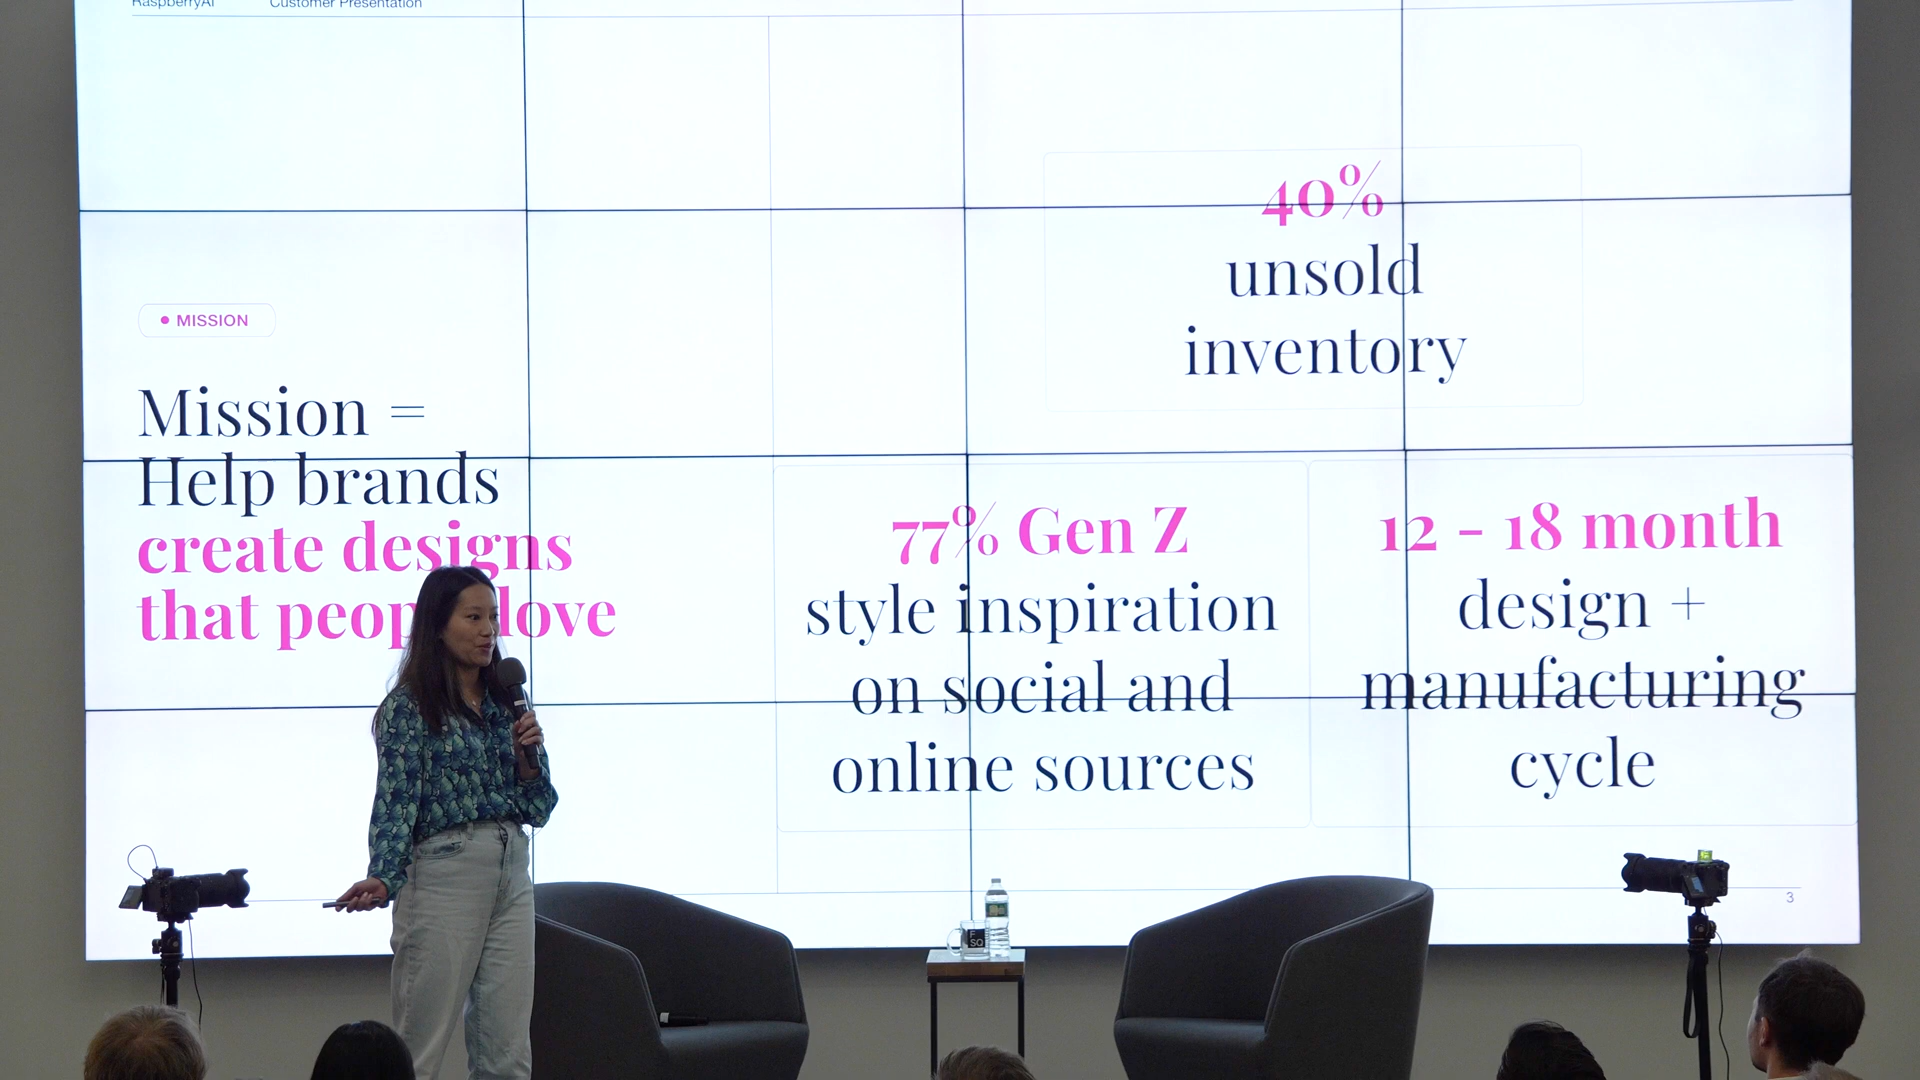 RaspberryAI
Customer Presentation
MISSION
Mission =
Help brands
create designs
that peop love
40%
unsold
inventory
77% Gen Z
style inspiration
on social and
online sources
12 - 18 month
design +
manufacturing
cycle
F
SQ
3